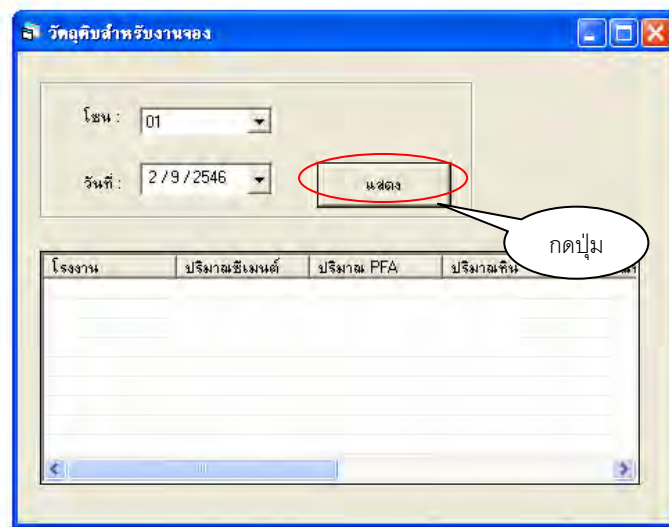 วัตถุดิบสำหรับงานจอง
โซน : 01
วันที่ : 2/9/2546
แสดง
กดปุ่ม
โรงงาน ปริมาณซีเมนต์ ปริมาณ PFA ปริมาณหิน